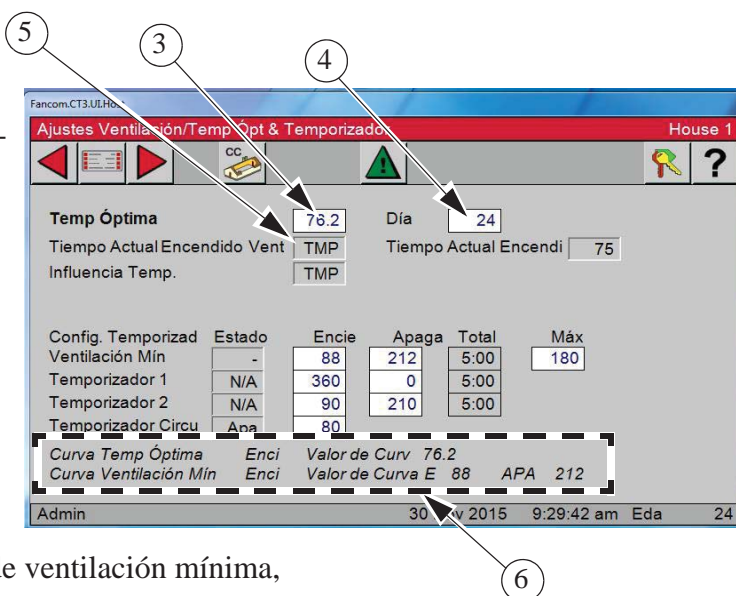 5
3
4
Fancom.CT3.UI.Ho
Ajustes Ventilación/Temp Ópt & Temporizado House 1
CC ?
Temp Óptima 76.2 Día 24
Tiempo Actual Encendido Vent TMP Tiempo Actual Encendi 75
Influencia Temp. TMP
Config. Temporizad Estado Encie Apaga Total Máx
Ventilación Mín - 88 212 5:00 180
Temporizador 1 N/A 360 0 5:00
Temporizador 2 N/A 90 210 5:00
Temporizador Circu Apa 80
Curva Temp Óptima Enci Valor de Curv 76.2
Curva Ventilación Mín Enci Valor de Curva E 88 APA 212
Admin 30 2015 9:29:42 am Eda 24
de ventilación mínima,
6